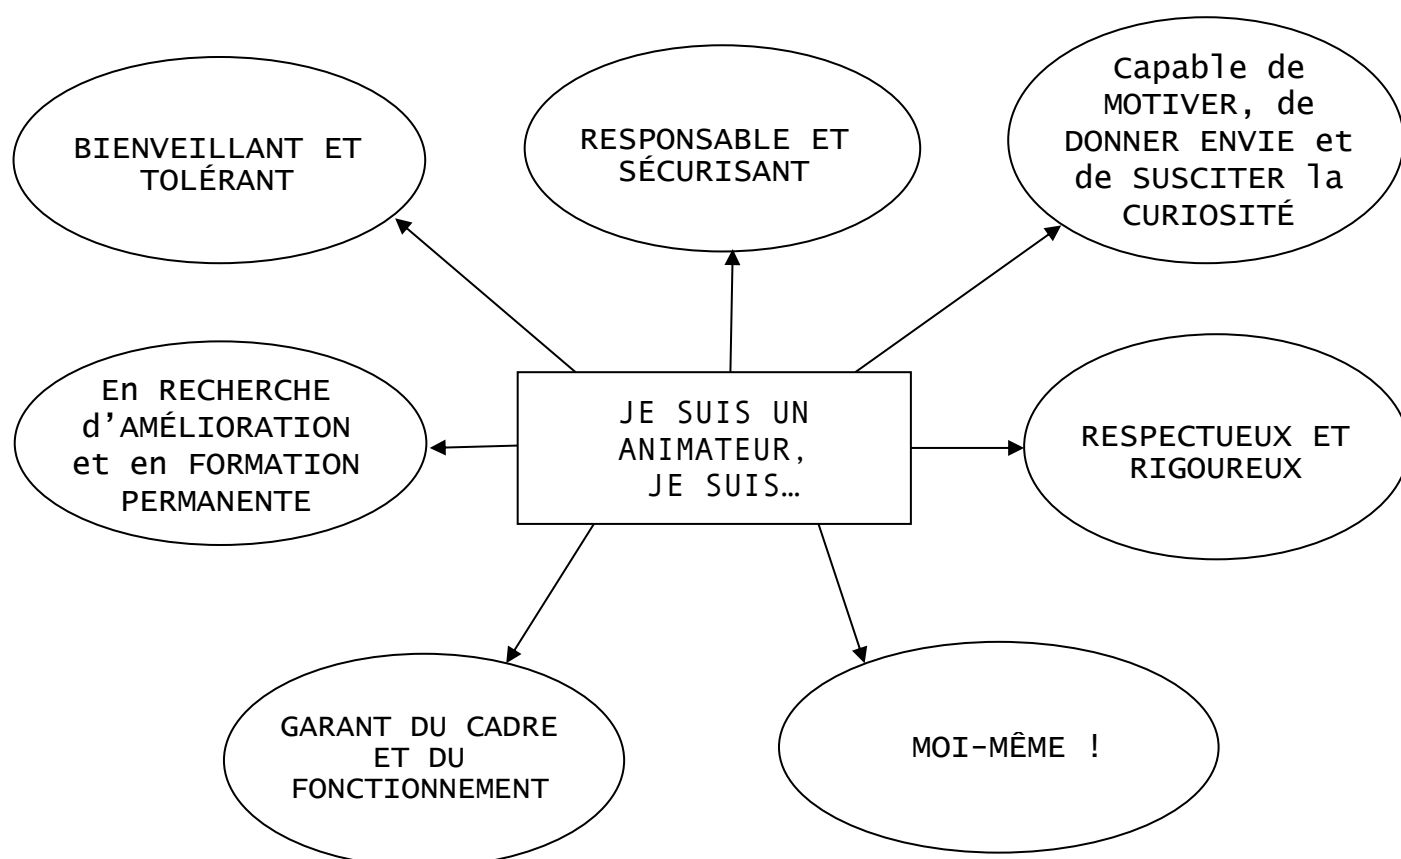 BIENVEILLANT ET
TOLÉRANT
RESPONSABLE ET
SÉCURISANT
Capable de
MOTIVER, de
DONNER ENVIE et
de SUSCITER la
CURIOSITÉ
En RECHERCHE
d’AMÉLIORATION
et en FORMATION
PERMANENTE
JE SUIS UN
ANIMATEUR,
JE SUIS…
RESPECTUEUX ET
RIGOUREUX
GARANT DU CADRE
ET DU
FONCTIONNEMENT
MOI-MÊME !